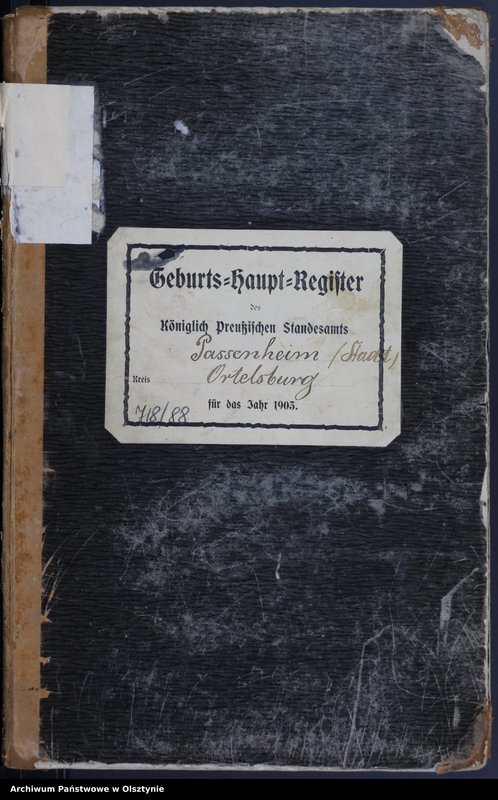 Geburts=Haupt=Register
des
Königlich Preußischen Standesamts
Passenheim (Stadt)
Kreis Ortelsburg
für das Jahr 1903.
718/88
Archiwum Państwowe w Olsztynie